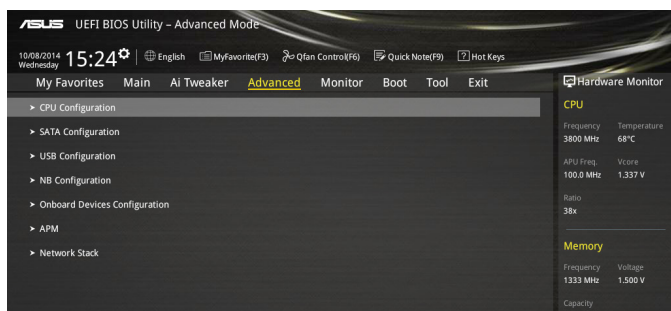 ASUS UEFI BIOS Utility – Advanced Mode
10/08/2014 Wednesday 15:24 English MyFavorite(F3) Qfan Control(F6) Quick Note(F9) ? Hot Keys
My Favorites Main Ai Tweaker Advanced Monitor Boot Tool Exit
> CPU Configuration
> SATA Configuration
> USB Configuration
> NB Configuration
> Onboard Devices Configuration
> APM
> Network Stack
Hardware Monitor
CPU
Frequency Temperature
3800 MHz 68°C
APU Freq. Vcore
100.0 MHz 1.337 V
Ratio
38x
Memory
Frequency Voltage
1333 MHz 1.500 V
Capacity